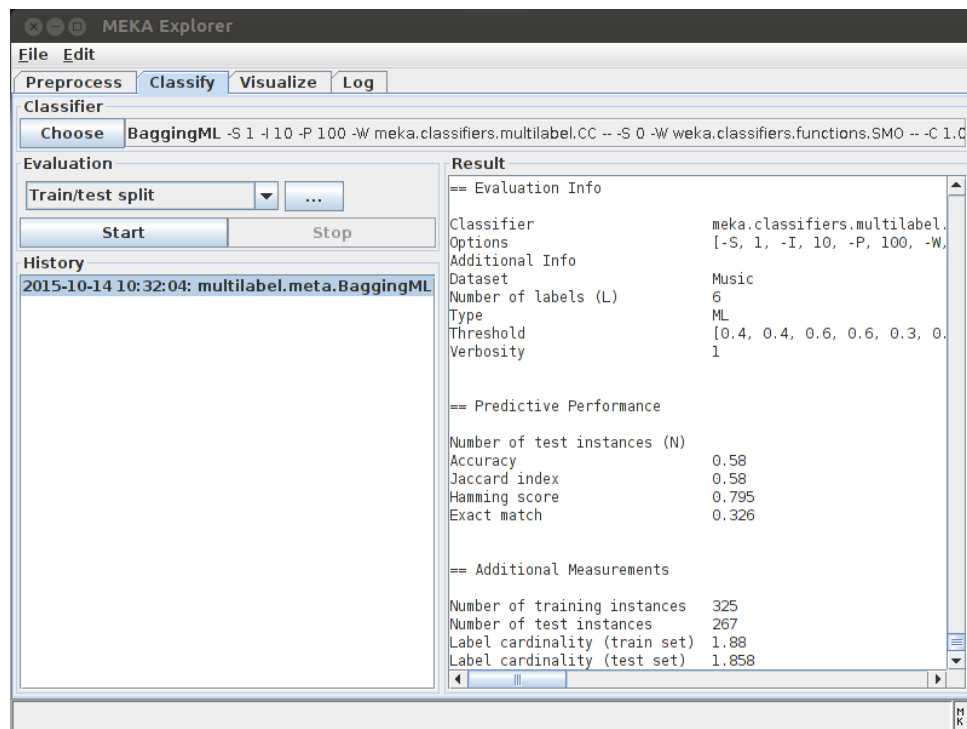 MEKA Explorer
File Edit
Preprocess Classify Visualize Log
Classifier
Choose BaggingML -S 1 -I 10 -P 100 -W meka.classifiers.multilabel.CC -- -S 0 -W weka.classifiers.functions.SMO -- -C 1.0
Evaluation
Train/test split ...
Start Stop
History
2015-10-14 10:32:04: multilabel.meta.BaggingML
Result
== Evaluation Info
Classifier meka.classifiers.multilabel.
Options [-S, 1, -I, 10, -P, 100, -W,
Additional Info
Dataset Music
Number of labels (L) 6
Type ML
Threshold [0.4, 0.4, 0.6, 0.6, 0.3, 0.
Verbosity 1
== Predictive Performance
Number of test instances (N)
Accuracy 0.58
Jaccard index 0.58
Hamming score 0.795
Exact match 0.326
== Additional Measurements
Number of training instances 325
Number of test instances 267
Label cardinality (train set) 1.88
Label cardinality (test set) 1.858
M
K